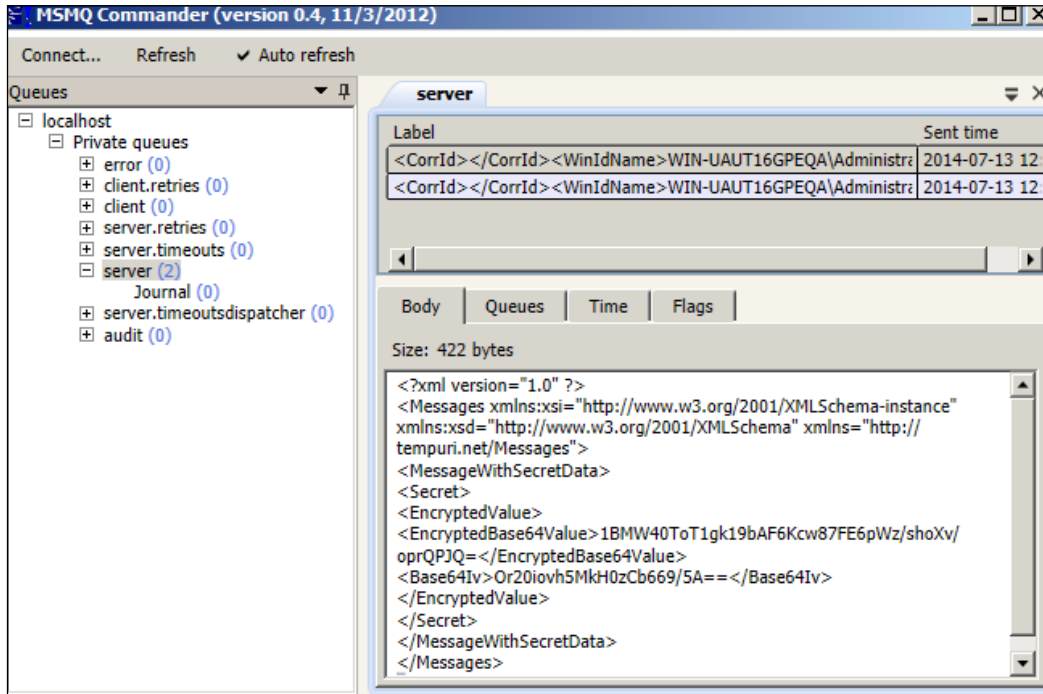 MSMQ Commander (version 0.4, 11/3/2012)
Connect... Refresh Auto refresh
Queues
localhost
Private queues
error (0)
client.retries (0)
client (0)
server.retries (0)
server.timeouts (0)
server (2)
Journal (0)
server.timeoutsdispatcher (0)
audit (0)
server
Label Sent time
<CorrId></CorrId><WinIdName>WIN-UAUT16GPEQA\Administra 2014-07-13 12:
<CorrId></CorrId><WinIdName>WIN-UAUT16GPEQA\Administra 2014-07-13 12:
Body Queues Time Flags
Size: 422 bytes
<?xml version="1.0" ?>
<Messages xmlns:xsi="http://www.w3.org/2001/XMLSchema-instance"
xmlns:xsd="http://www.w3.org/2001/XMLSchema" xmlns="http://
tempuri.net/Messages">
<MessageWithSecretData>
<Secret>
<EncryptedValue>
<EncryptedBase64Value>1BMW40ToT1gk19bAF6Kcw87FE6pWz/shoXv/
oprQPJQ=</EncryptedBase64Value>
<Base64Iv>Or20iovh5MkH0zCb669/5A==</Base64Iv>
</EncryptedValue>
</Secret>
</MessageWithSecretData>
</Messages>